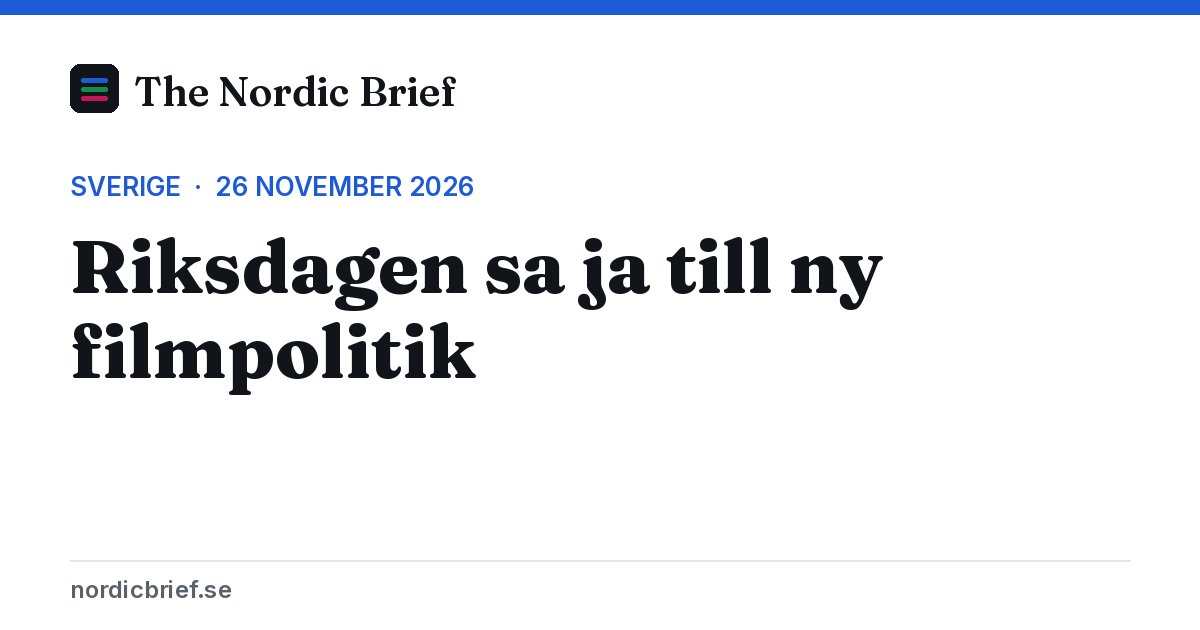 The Nordic Brief
SVERIGE · 26 NOVEMBER 2026
Riksdagen sa ja till ny
filmpolitik
nordicbrief.se